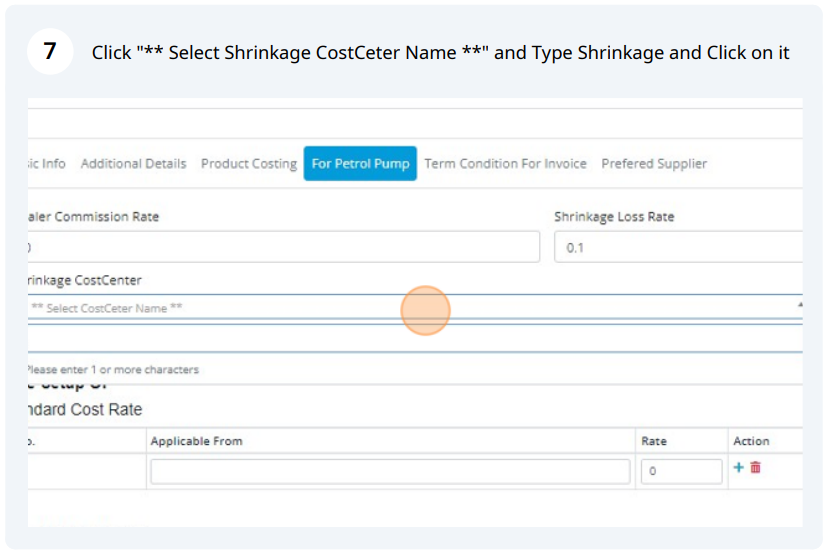 7 Click "** Select Shrinkage CostCeter Name **" and Type Shrinkage and Click on it
ic Info Additional Details Product Costing For Petrol Pump Term Condition For Invoice Prefered Supplier
aler Commission Rate Shrinkage Loss Rate
0.1
rinkage CostCenter
** Select CostCeter Name **
Please enter 1 or more characters
ndard Cost Rate
o. Applicable From Rate Action
0